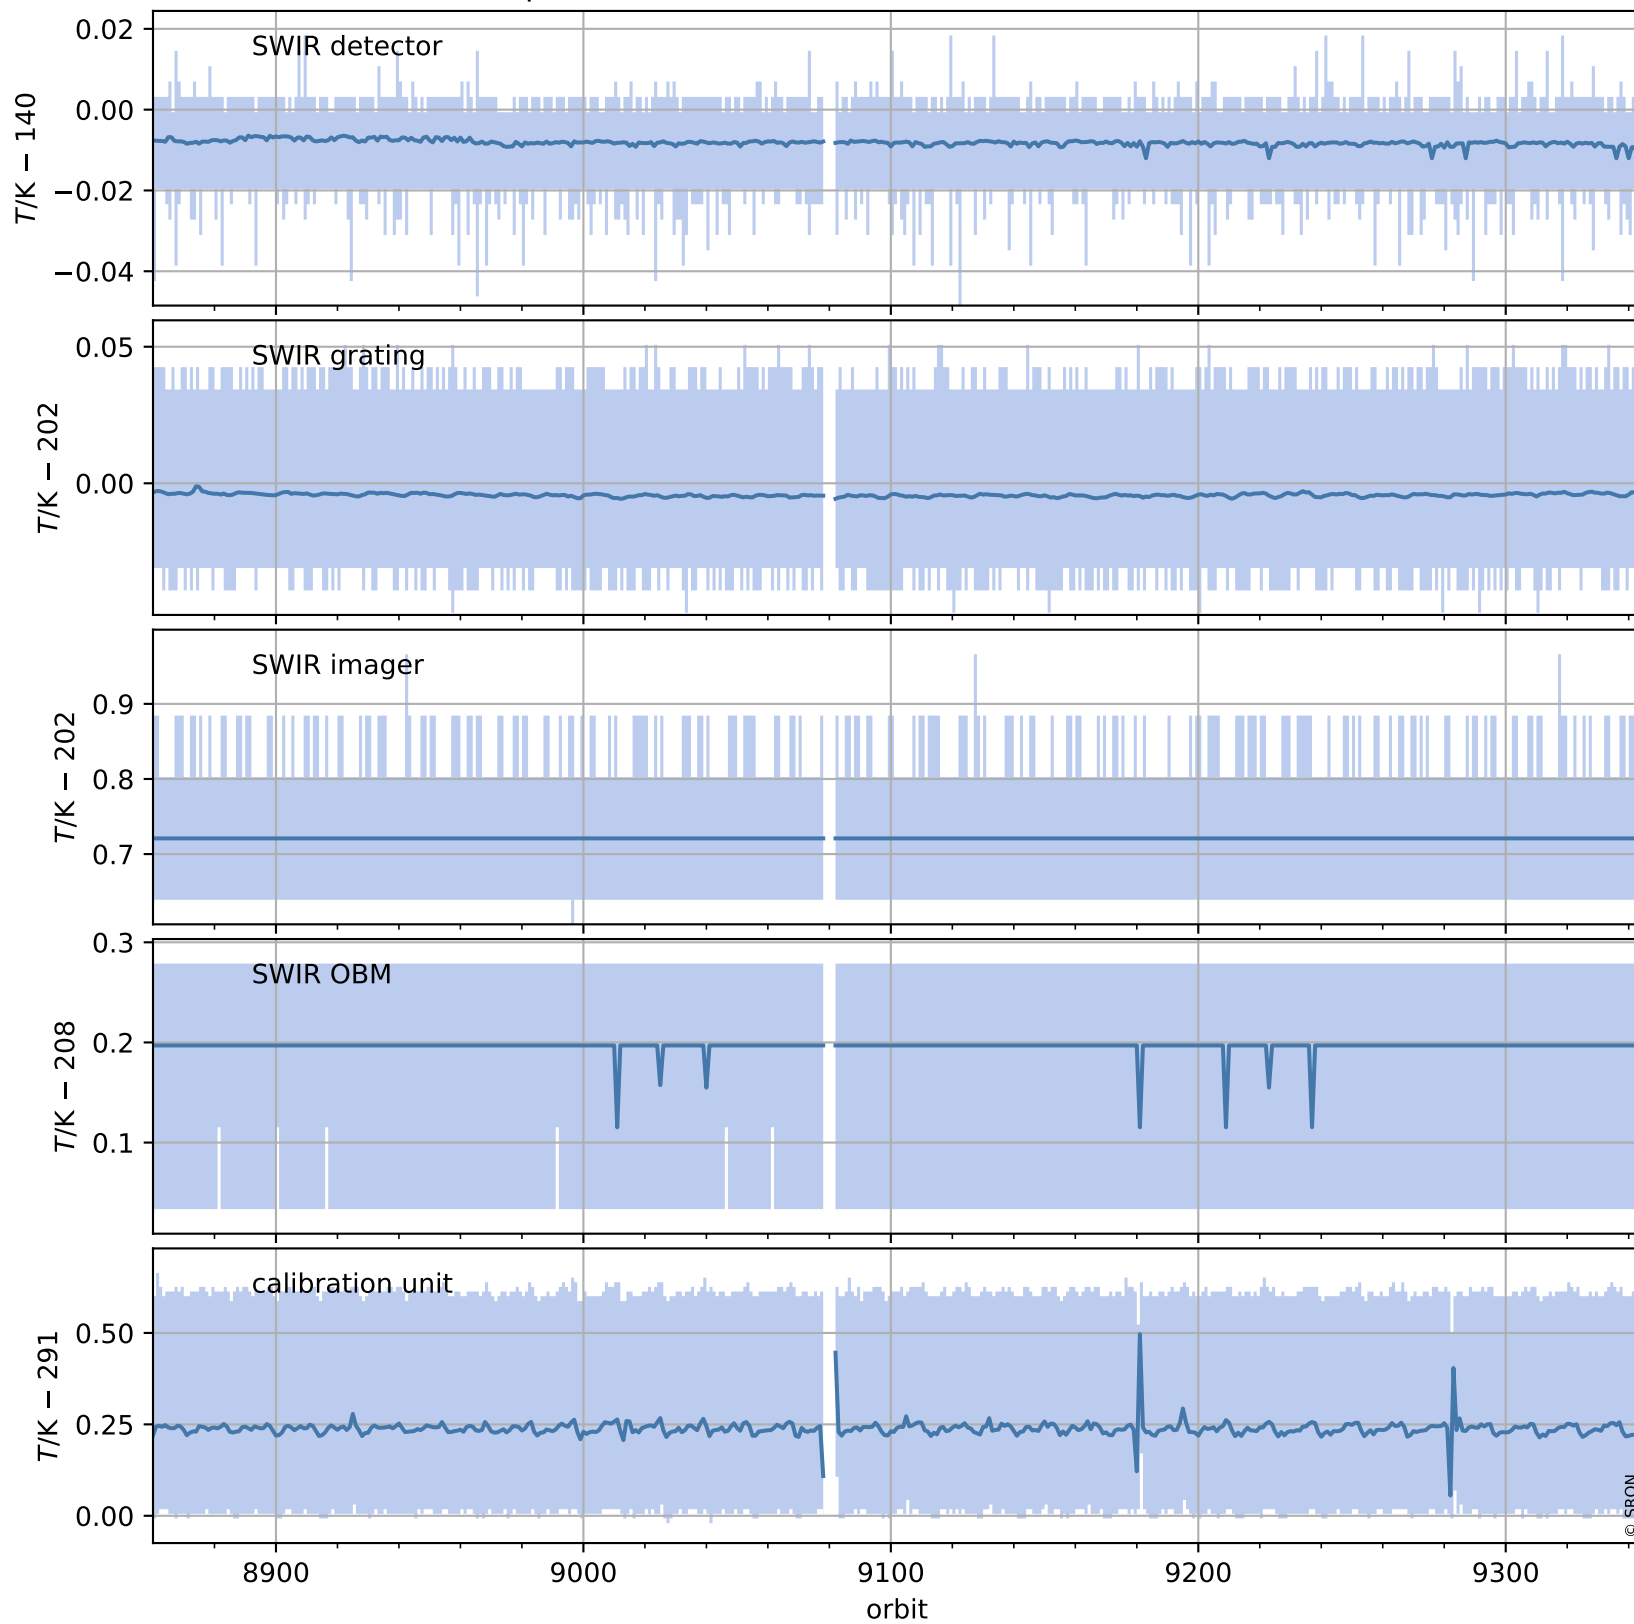 0.02
SWIR detector
0.00
−0.02
−0.04
T/K − 140
0.05
SWIR grating
0.00
T/K − 202
SWIR imager
0.9
0.8
0.7
T/K − 202
0.3
SWIR OBM
0.2
0.1
T/K − 208
calibration unit
0.50
0.25
0.00
T/K − 291
© SRON
8900
9000
9100
9200
9300
orbit